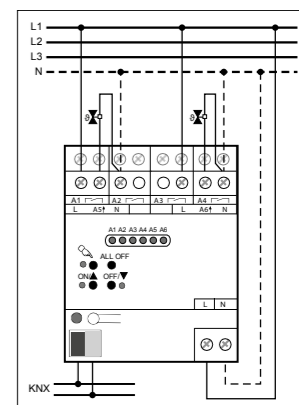 L1
L2
L3
N
ϑ ϑ
A1 A2 A3 A4
L A5↑ N L A6↑ N
A1 A2 A3 A4 A5 A6
ALL OFF
ON/▲ OFF/▼
L N
KNX